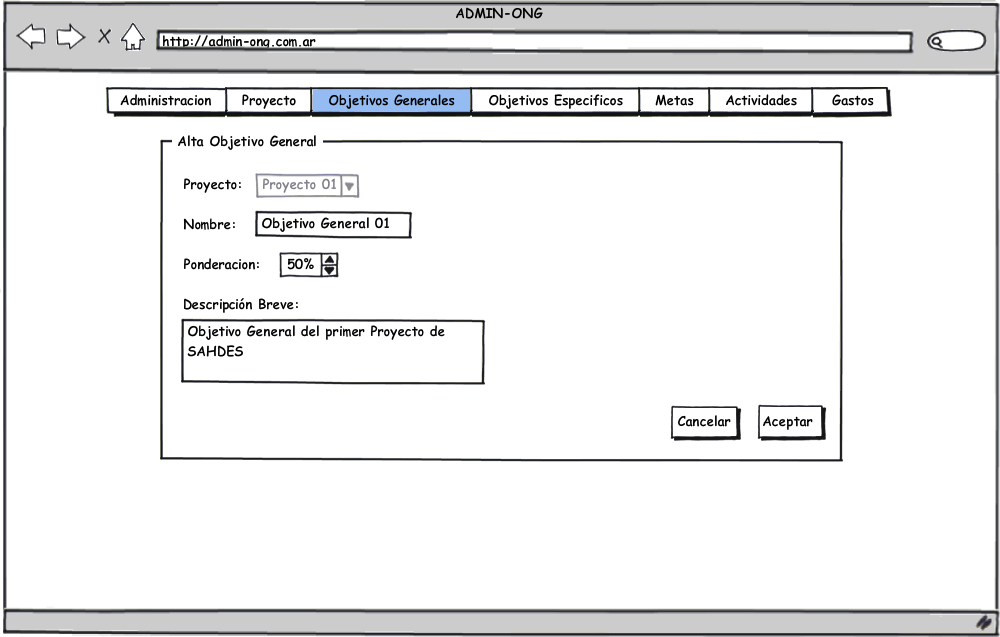 ADMIN-ONG
http://admin-ong.com.ar
Administracion Proyecto Objetivos Generales Objetivos Especificos Metas Actividades Gastos
Alta Objetivo General
Proyecto: Proyecto 01
Nombre: Objetivo General 01
Ponderacion: 50%
Descripción Breve:
Objetivo General del primer Proyecto de
SAHDES
Cancelar Aceptar